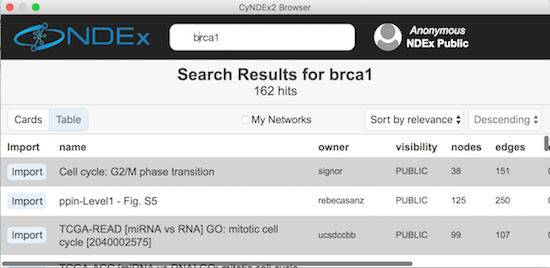 CyNDEx2 Browser
NDEx
brca1
Anonymous
NDEx Public
Search Results for brca1
162 hits
Cards Table My Networks Sort by relevance Descending
Import name owner visibility nodes edges
Import Cell cycle: G2/M phase transition signor PUBLIC 38 151
Import ppin-Level1 - Fig. S5 rebecasanz PUBLIC 125 250
Import TCGA-READ [miRNA vs RNA] GO: mitotic cell ucsdccbb PUBLIC 99 107
cycle [2040002575]